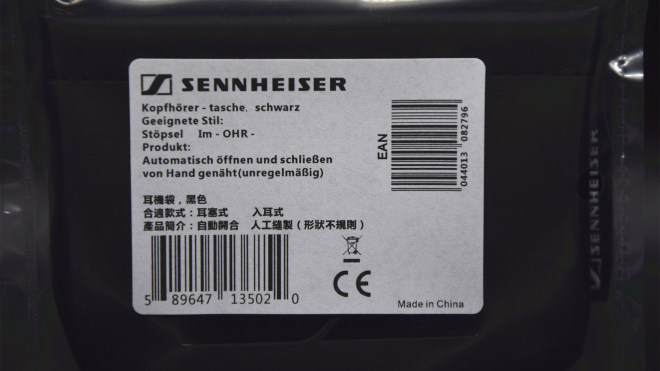 SENNHEISER
Kopfhörer - tasche, schwarz
Geeignete Stil:
Stöpsel Im - OHR -
Produkt:
Automatisch öffnen und schließen
von Hand genäht(unregelmäßig)
耳機袋，黑色
合適款式：耳塞式 入耳式
產品簡介：自動開合 人工縫製（形狀不規則）
5 89647 13502 0
CE
Made in China
EAN
044013 082796
SENNHEISER